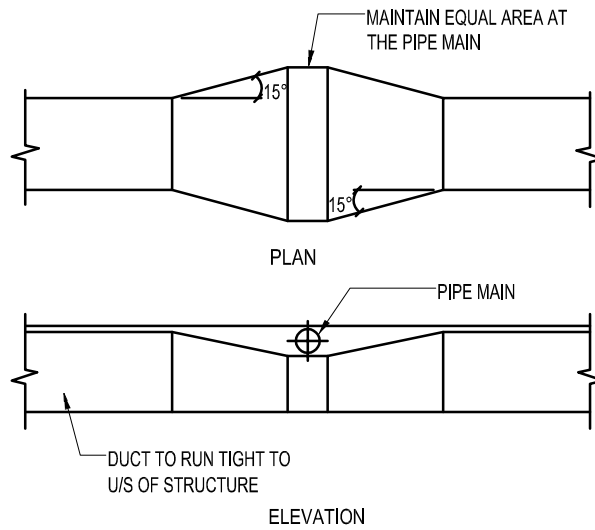 MAINTAIN EQUAL AREA AT
THE PIPE MAIN
15°
15°
PLAN
PIPE MAIN
DUCT TO RUN TIGHT TO
U/S OF STRUCTURE
ELEVATION